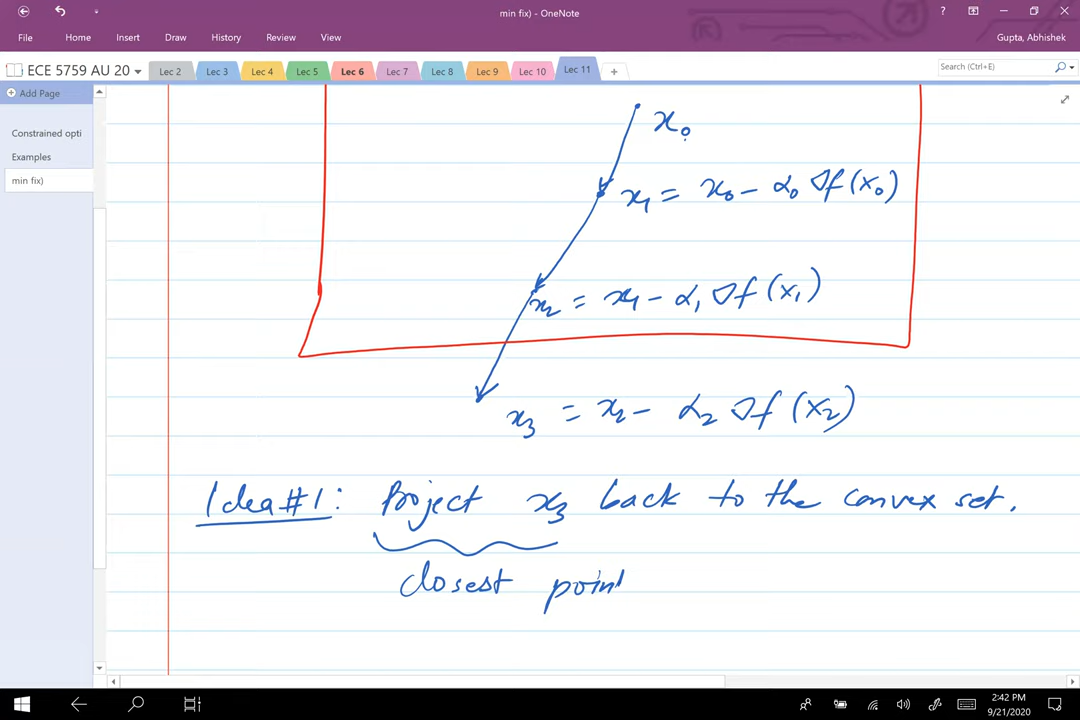 min fix) - OneNote
File Home Insert Draw History Review View
Gupta, Abhishek
ECE 5759 AU 20
Lec 2 Lec 3 Lec 4 Lec 5 Lec 6 Lec 7 Lec 8 Lec 9 Lec 10 Lec 11
Search (Ctrl+E)
Add Page
Constrained opti
Examples
min fix)
x₀
x₁ = x₀ - α₀ ∇f(x₀)
x₂ = x₁ - α₁ ∇f(x₁)
x₃ = x₂ - α₂ ∇f(x₂)
Idea #1: Project x₃ back to the convex set.
closest point
2:42 PM
9/21/2020